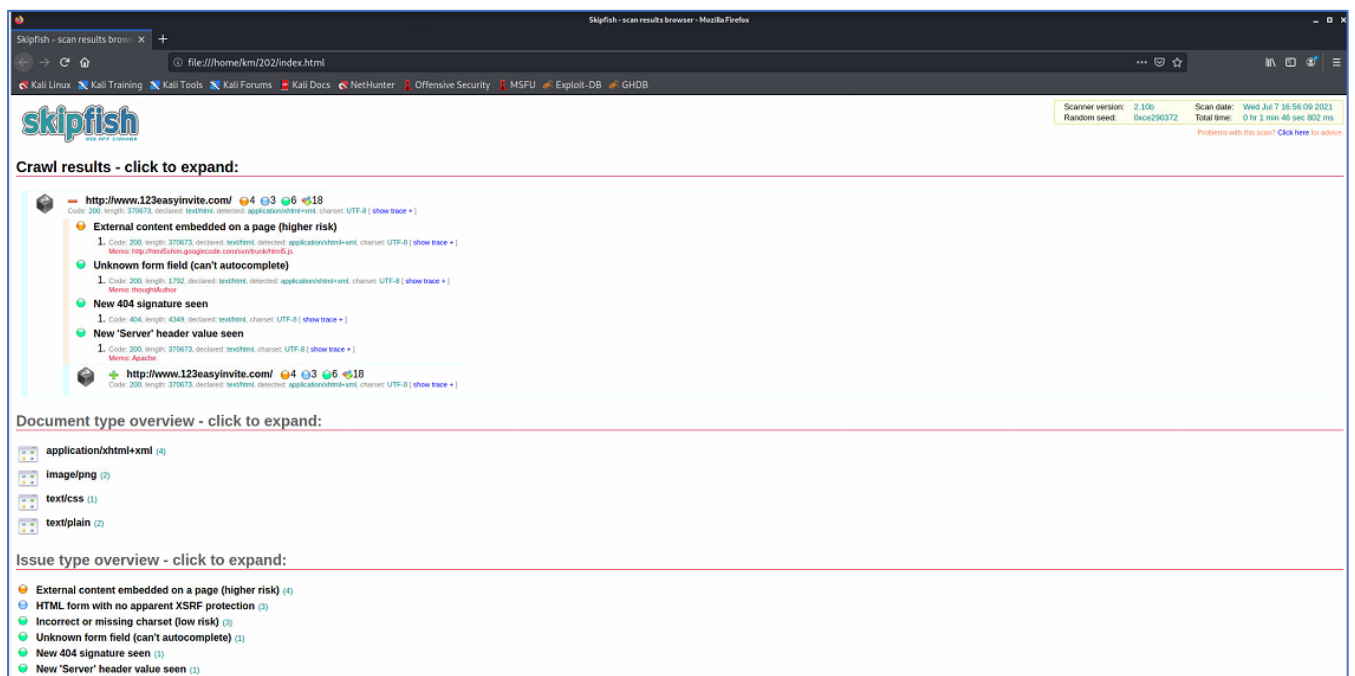 Skipfish - scan results browser - Mozilla Firefox
Skipfish - scan results brows
file:///home/km/202/index.html
Kali Linux Kali Training Kali Tools Kali Forums Kali Docs NetHunter Offensive Security MSFU Exploit-DB GHDB
skipfish
WEB APP SCANNER
Scanner version: 2.10b Scan date: Wed Jul 7 16:56:09 2021
Random seed: 0xce290372 Total time: 0 hr 1 min 46 sec 802 ms
Problems with this scan? Click here for advice.
Crawl results - click to expand:
http://www.123easyinvite.com/ 4 3 6 18
Code: 200, length: 370673, declared: text/html, detected: application/xhtml+xml, charset: UTF-8 [ show trace + ]
External content embedded on a page (higher risk)
1. Code: 200, length: 370673, declared: text/html, detected: application/xhtml+xml, charset: UTF-8 [ show trace + ]
Memo: http://html5shim.googlecode.com/svn/trunk/html5.js
Unknown form field (can't autocomplete)
1. Code: 200, length: 1792, declared: text/html, detected: application/xhtml+xml, charset: UTF-8 [ show trace + ]
Memo: thoughtAuthor
New 404 signature seen
1. Code: 404, length: 4349, declared: text/html, charset: UTF-8 [ show trace + ]
New 'Server' header value seen
1. Code: 200, length: 370673, declared: text/html, charset: UTF-8 [ show trace + ]
Memo: Apache
http://www.123easyinvite.com/ 4 3 6 18
Code: 200, length: 370673, declared: text/html, detected: application/xhtml+xml, charset: UTF-8 [ show trace + ]
Document type overview - click to expand:
application/xhtml+xml (4)
image/png (2)
text/css (1)
text/plain (2)
Issue type overview - click to expand:
External content embedded on a page (higher risk) (4)
HTML form with no apparent XSRF protection (3)
Incorrect or missing charset (low risk) (3)
Unknown form field (can't autocomplete) (1)
New 404 signature seen (1)
New 'Server' header value seen (1)